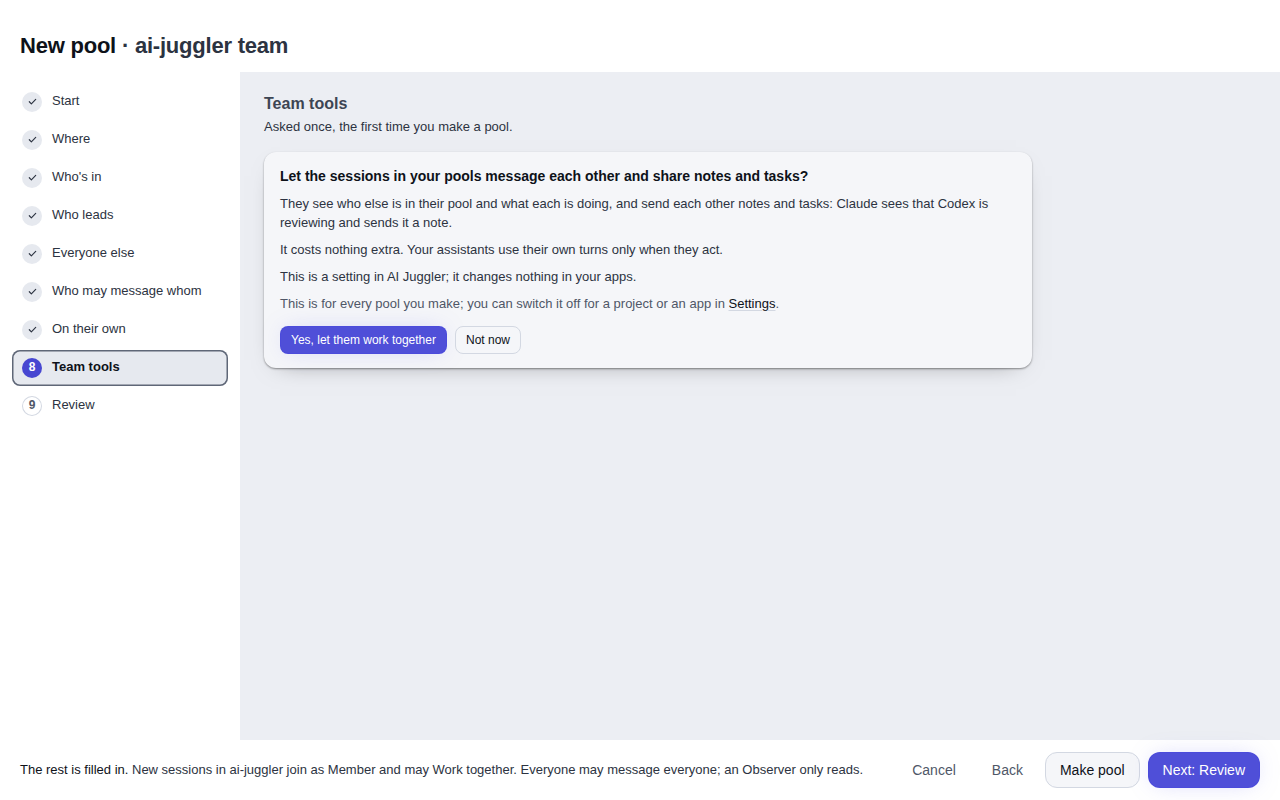 New pool · ai-juggler team
Start
Where
Who's in
Who leads
Everyone else
Who may message whom
On their own
8 Team tools
9 Review
Team tools
Asked once, the first time you make a pool.
Let the sessions in your pools message each other and share notes and tasks?
They see who else is in their pool and what each is doing, and send each other notes and tasks: Claude sees that Codex is
reviewing and sends it a note.
It costs nothing extra. Your assistants use their own turns only when they act.
This is a setting in AI Juggler; it changes nothing in your apps.
This is for every pool you make; you can switch it off for a project or an app in Settings.
Yes, let them work together Not now
The rest is filled in. New sessions in ai-juggler join as Member and may Work together. Everyone may message everyone; an Observer only reads. Cancel Back Make pool Next: Review